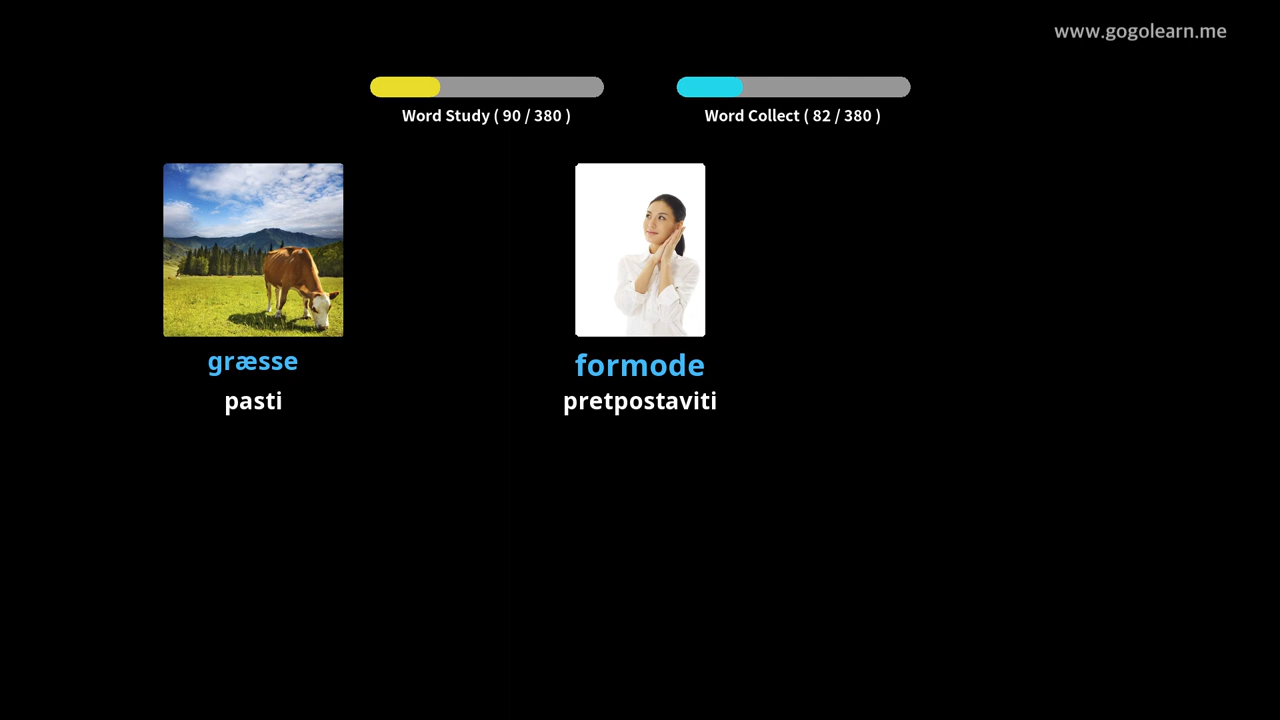 www.gogolearn.me
Word Study ( 90 / 380 )
Word Collect ( 82 / 380 )
græsse
pasti
formode
pretpostaviti